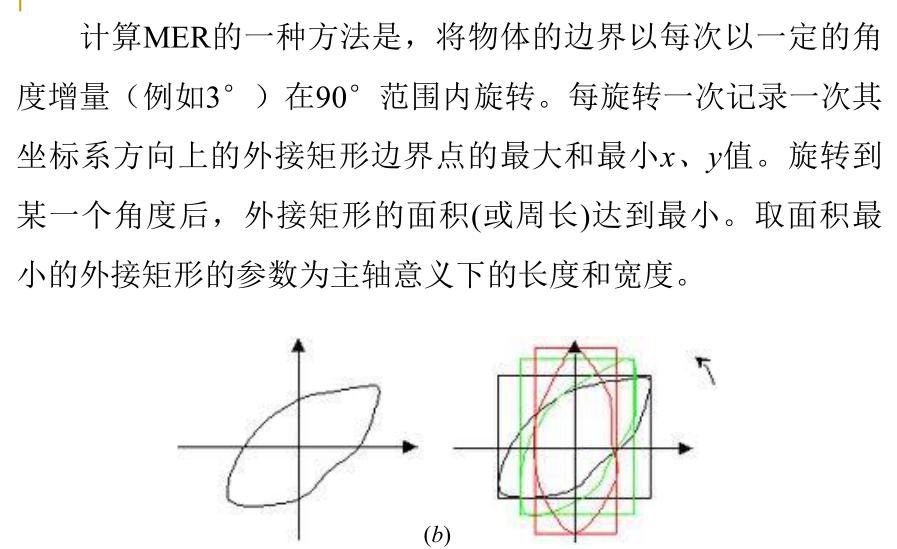 计算MER的一种方法是，将物体的边界以每次以一定的角
度增量（例如3°）在90°范围内旋转。每旋转一次记录一次其
坐标系方向上的外接矩形边界点的最大和最小x、y值。旋转到
某一个角度后，外接矩形的面积(或周长)达到最小。取面积最
小的外接矩形的参数为主轴意义下的长度和宽度。
(b)